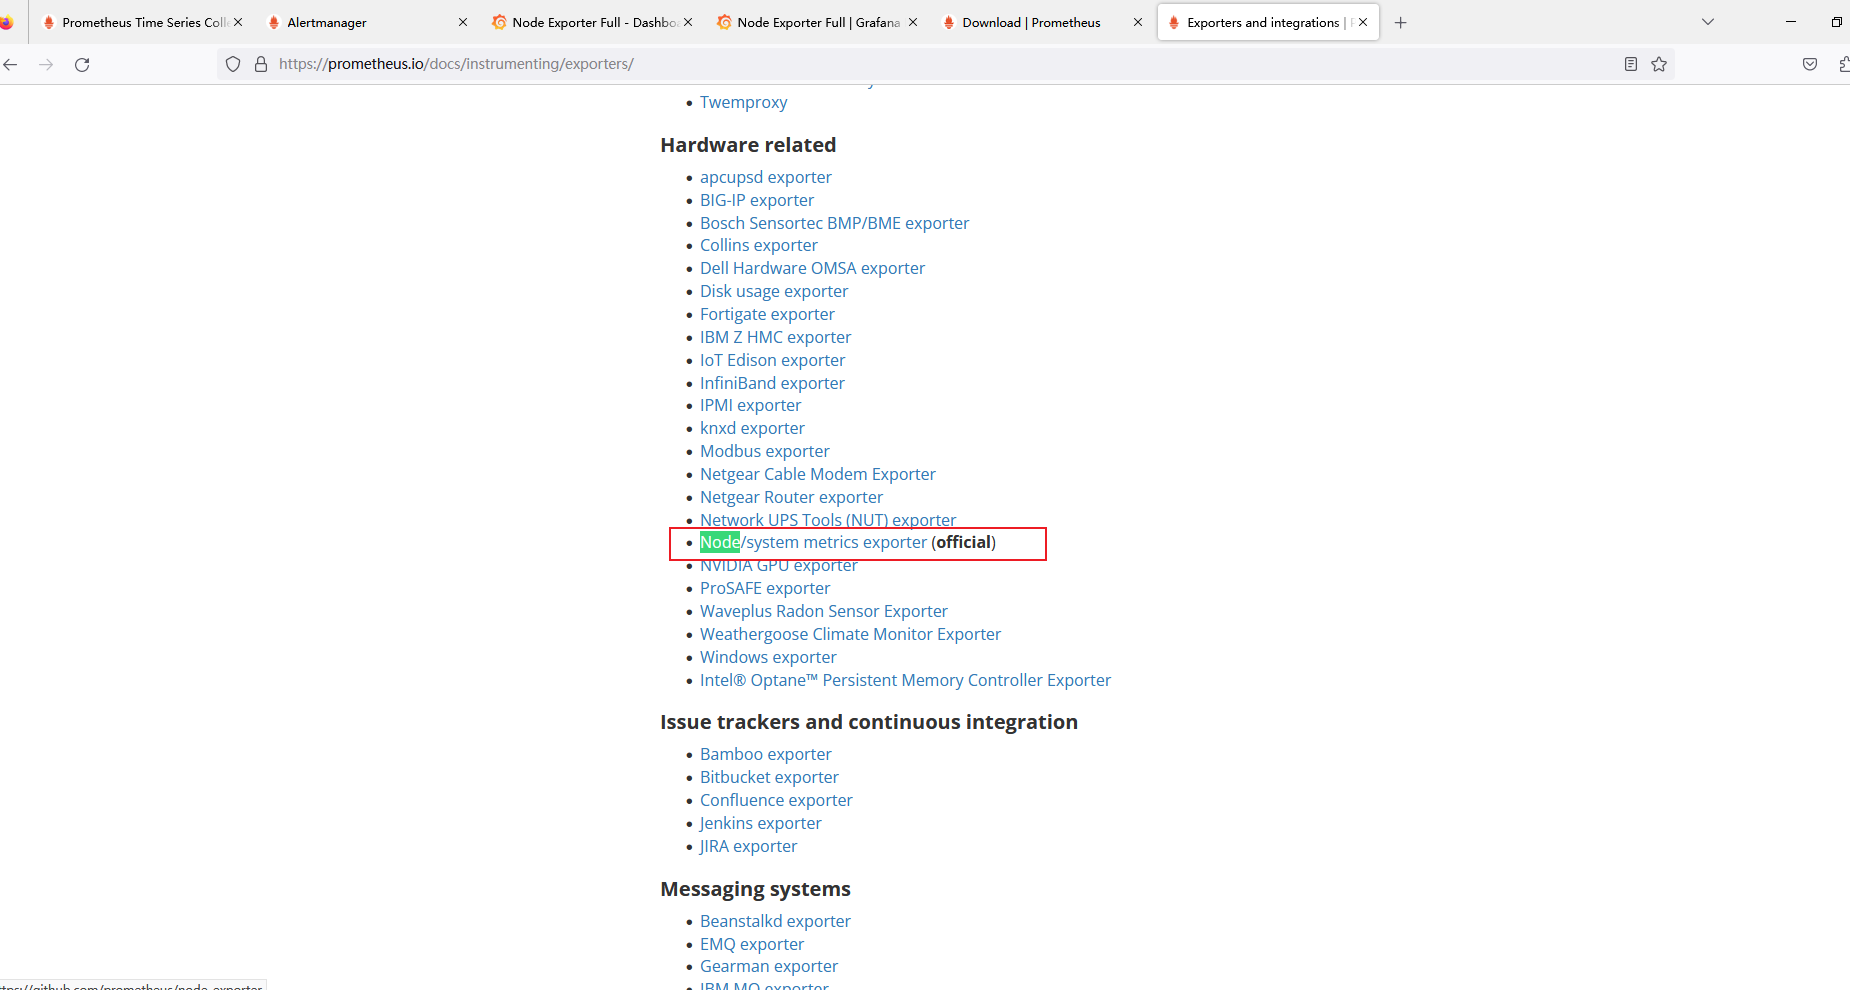 Prometheus Time Series Colle
Alertmanager
Node Exporter Full - Dashbo
Node Exporter Full | Grafana
Download | Prometheus
Exporters and integrations | P
https://prometheus.io/docs/instrumenting/exporters/
Twemproxy
Hardware related
apcupsd exporter
BIG-IP exporter
Bosch Sensortec BMP/BME exporter
Collins exporter
Dell Hardware OMSA exporter
Disk usage exporter
Fortigate exporter
IBM Z HMC exporter
IoT Edison exporter
InfiniBand exporter
IPMI exporter
knxd exporter
Modbus exporter
Netgear Cable Modem Exporter
Netgear Router exporter
Network UPS Tools (NUT) exporter
Node/system metrics exporter (official)
NVIDIA GPU exporter
ProSAFE exporter
Waveplus Radon Sensor Exporter
Weathergoose Climate Monitor Exporter
Windows exporter
Intel® Optane™ Persistent Memory Controller Exporter
Issue trackers and continuous integration
Bamboo exporter
Bitbucket exporter
Confluence exporter
Jenkins exporter
JIRA exporter
Messaging systems
Beanstalkd exporter
EMQ exporter
Gearman exporter
IBM MQ exporter
ttps://github.com/prometheus/node_exporter